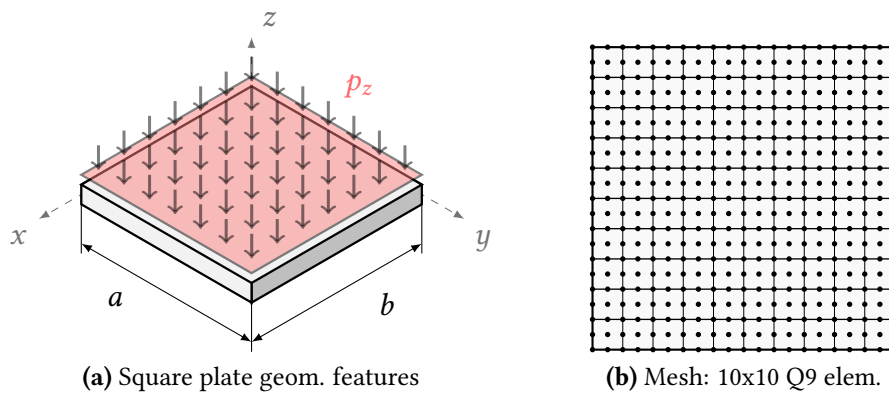 z
p_z
x
y
a
b
(a) Square plate geom. features
(b) Mesh: 10x10 Q9 elem.